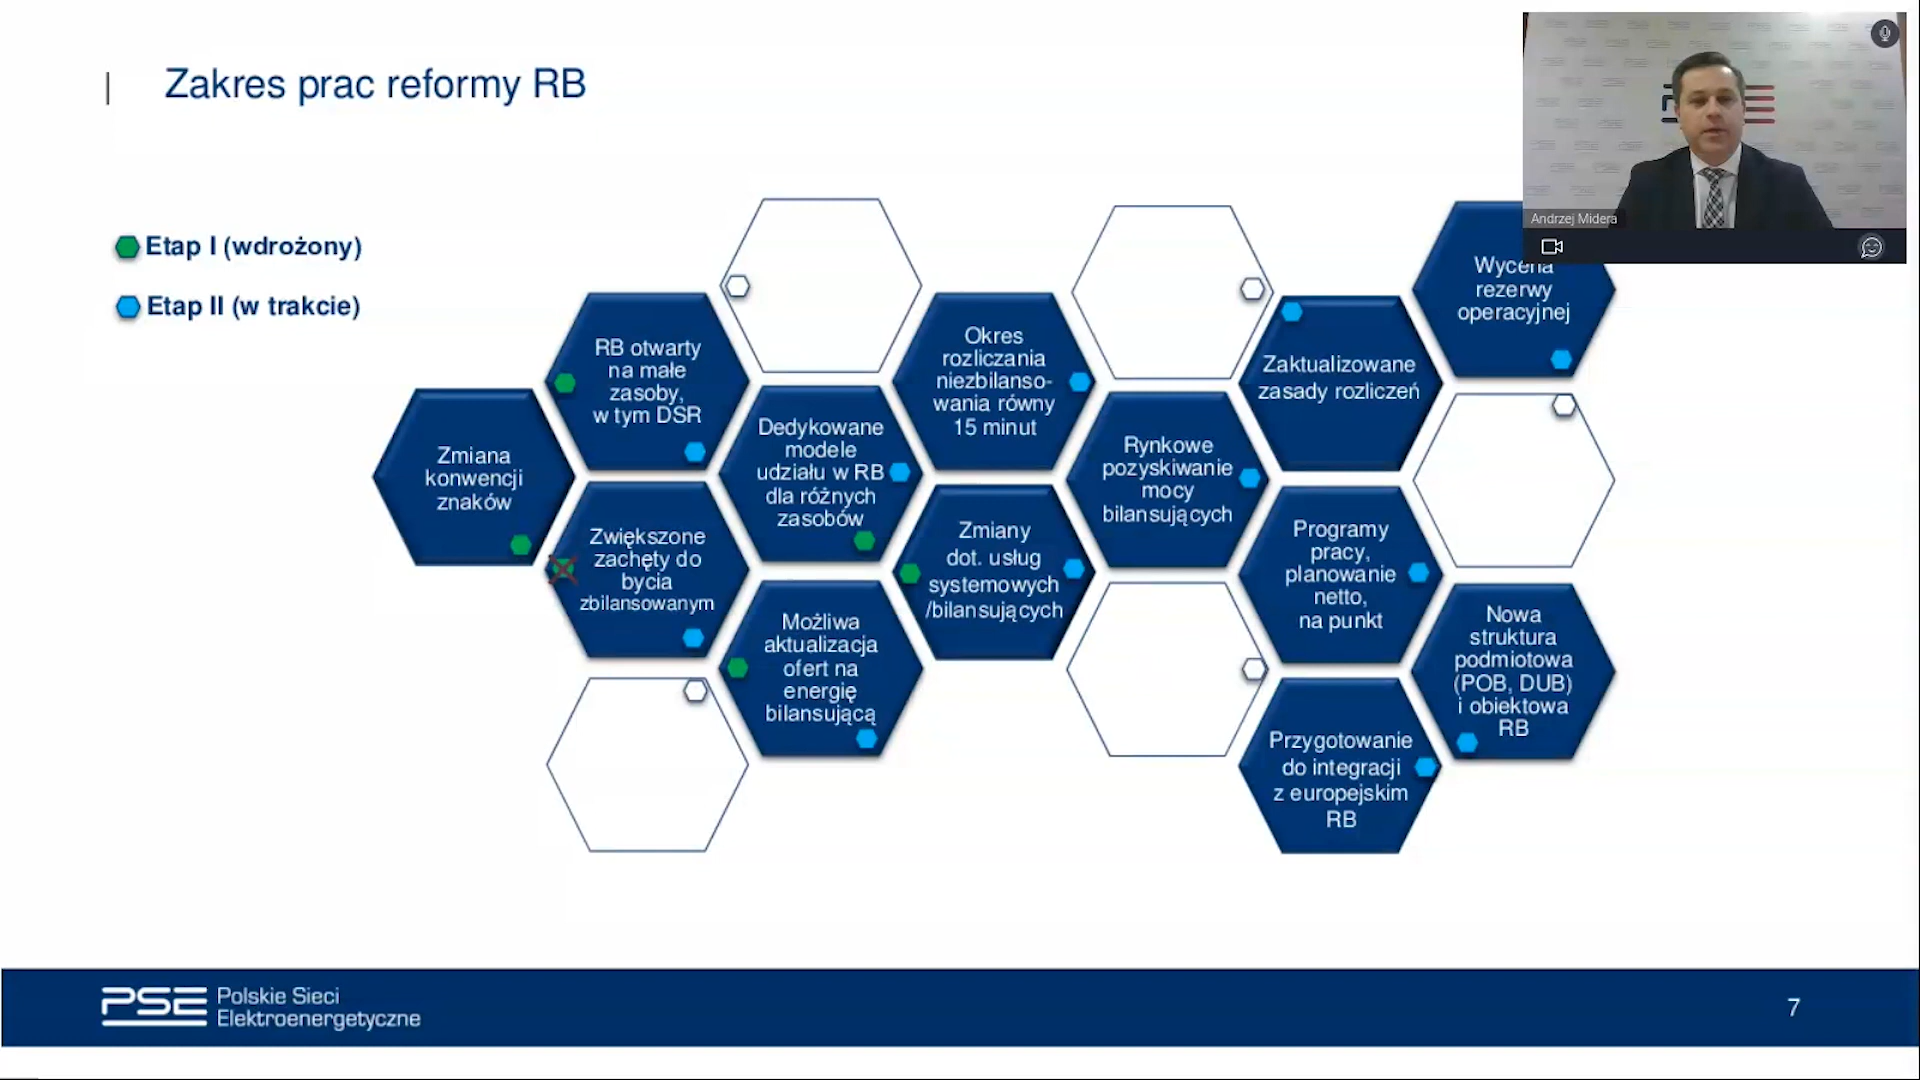 Zakres prac reformy RB
Andrzej Midera
Etap I (wdrożony)
Etap II (w trakcie)
Zmiana
konwencji
znaków
RB otwarty
na małe
zasoby,
w tym DSR
Zwiększone
zachęty do
bycia
zbilansowanym
Dedykowane
modele
udziału w RB
dla różnych
zasobów
Możliwa
aktualizacja
ofert na
energię
bilansującą
Okres
rozliczania
niezbilanso-
wania równy
15 minut
Zmiany
dot. usług
systemowych
/bilansujących
Rynkowe
pozyskiwanie
mocy
bilansujących
Zaktualizowane
zasady rozliczeń
Programy
pracy,
planowanie
netto,
na punkt
Przygotowanie
do integracji
z europejskim
RB
Wycena
rezerwy
operacyjnej
Nowa
struktura
podmiotowa
(POB, DUB)
i obiektowa
RB
PSE
Polskie Sieci
Elektroenergetyczne
7